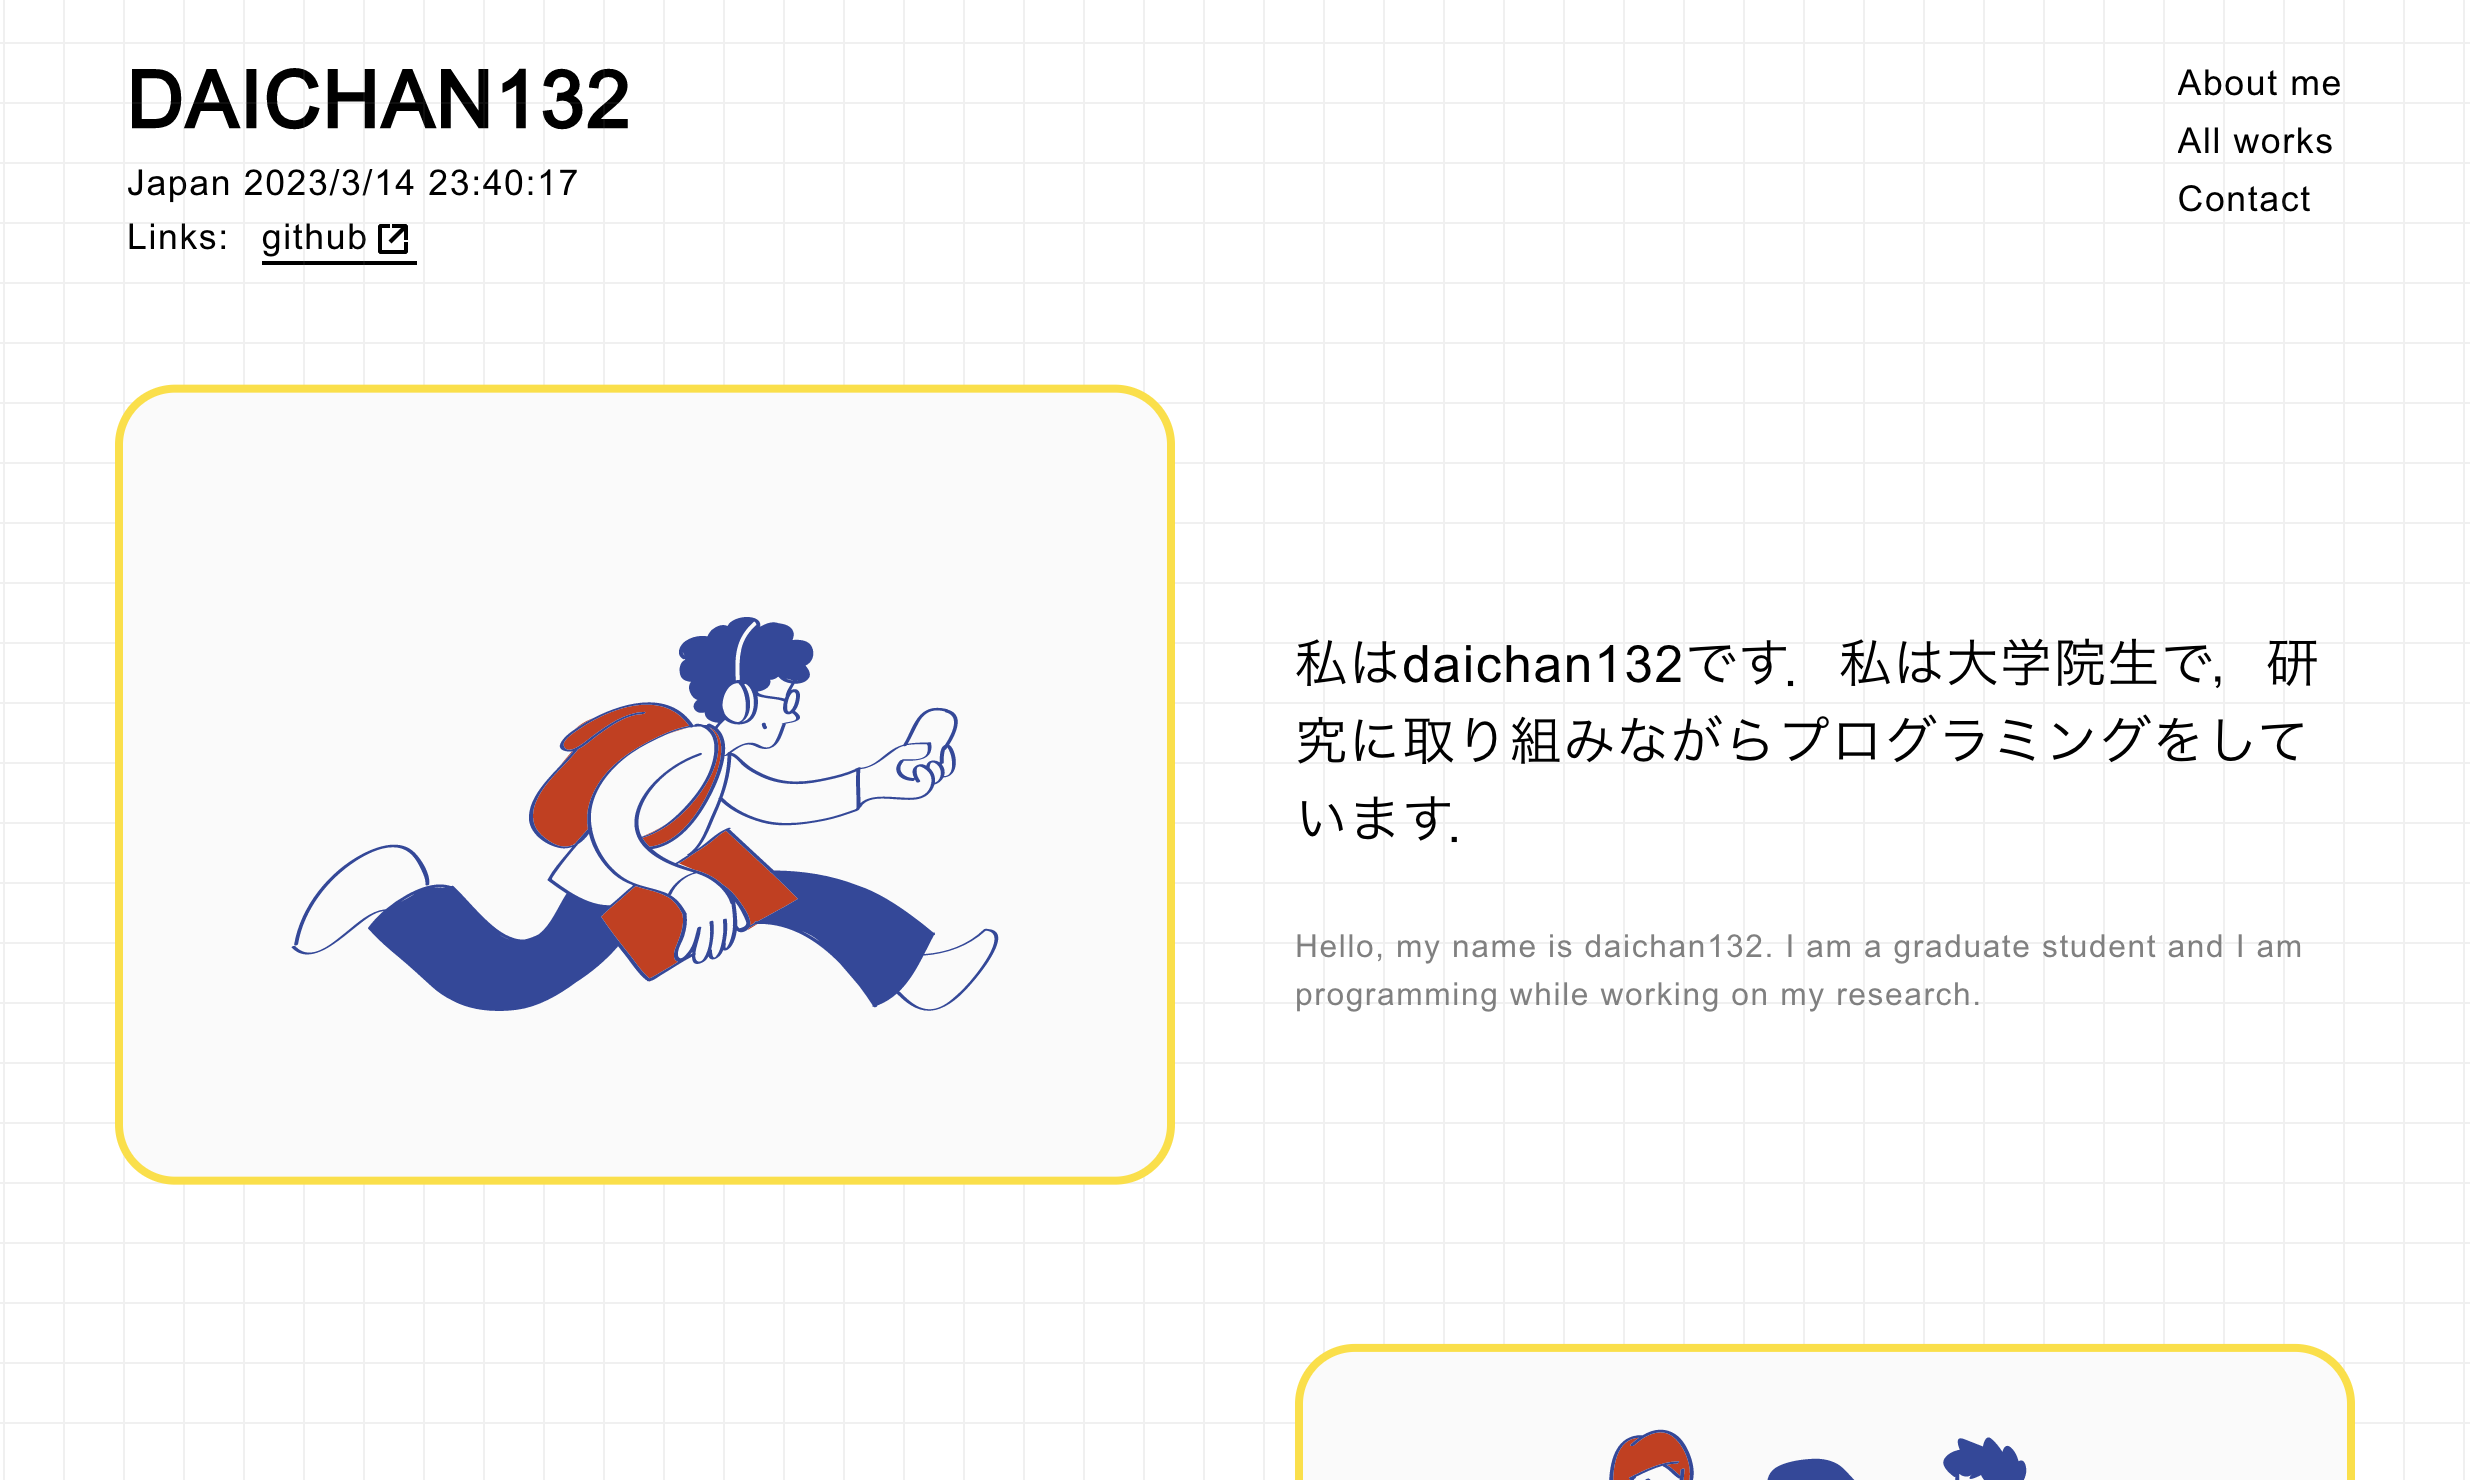 DAICHAN132
Japan 2023/3/14 23:40:17
Links: github
About me
All works
Contact
私はdaichan132です．私は大学院生で，研
究に取り組みながらプログラミングをして
います．
Hello, my name is daichan132. I am a graduate student and I am
programming while working on my research.